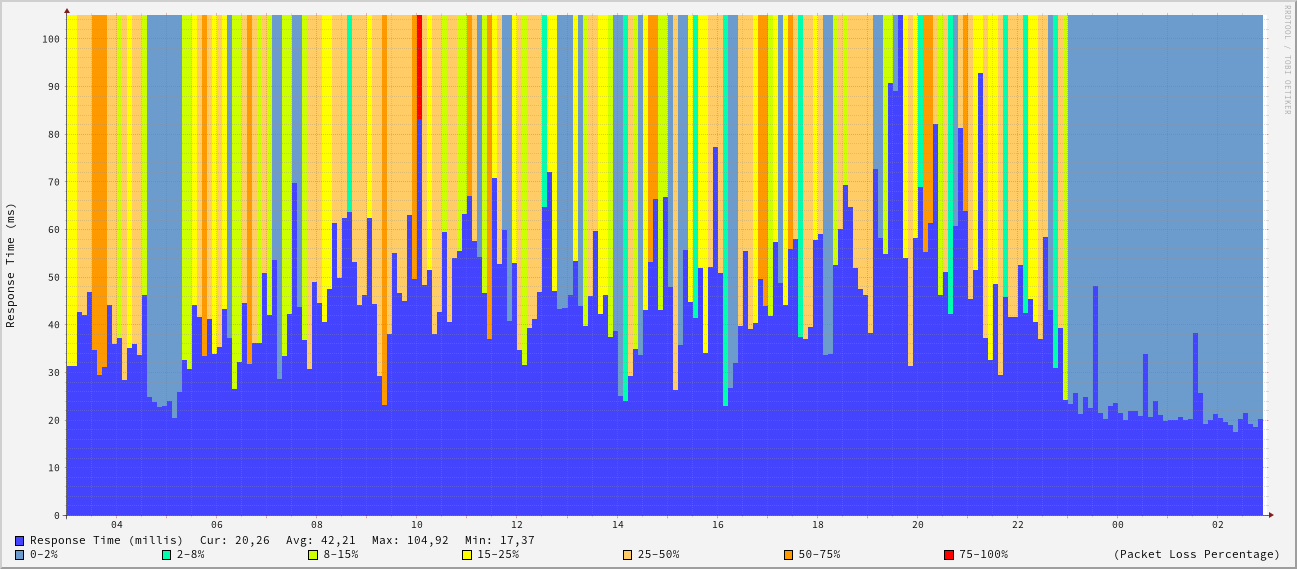 RRDTOOL / TOBI OETIKER
Response Time (ms)
100
90
80
70
60
50
40
30
20
10
0
04 06 08 10 12 14 16 18 20 22 00 02
Response Time (millis) Cur: 20,26 Avg: 42,21 Max: 104,92 Min: 17,37
0-2% 2-8% 8-15% 15-25% 25-50% 50-75% 75-100% (Packet Loss Percentage)